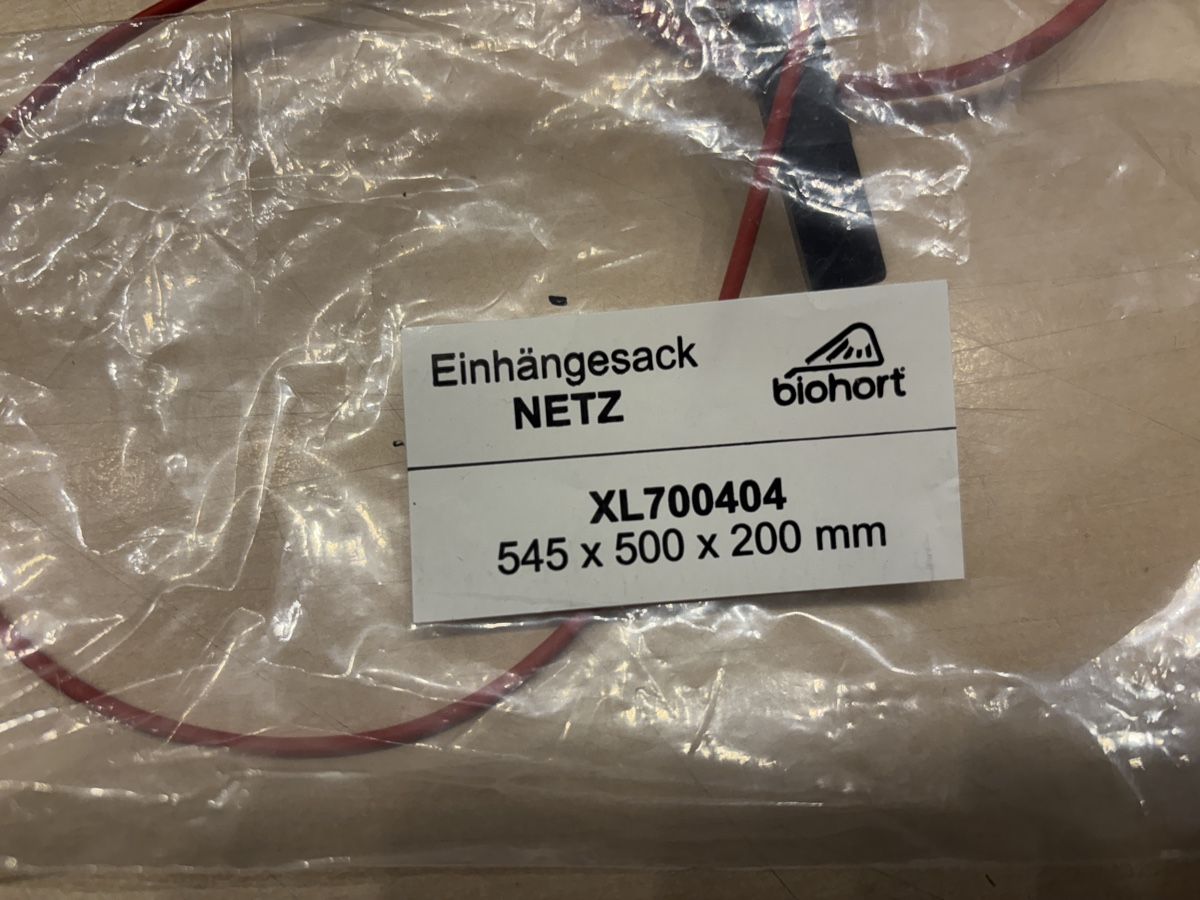 Einhängesack
NETZ
biohort
XL700404
545 x 500 x 200 mm